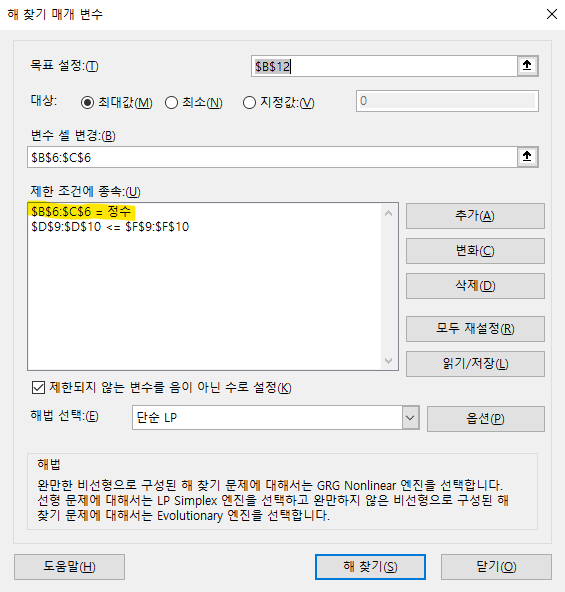 해 찾기 매개 변수
목표 설정:(T)
$B$12
대상:
최대값(M)
최소(N)
지정값:(V)
0
변수 셀 변경:(B)
$B$6:$C$6
제한 조건에 종속:(U)
$B$6:$C$6 = 정수
$D$9:$D$10 <= $F$9:$F$10
추가(A)
변화(C)
삭제(D)
모두 재설정(R)
읽기/저장(L)
제한되지 않는 변수를 음이 아닌 수로 설정(K)
해법 선택:(E)
단순 LP
옵션(P)
해법
완만한 비선형으로 구성된 해 찾기 문제에 대해서는 GRG Nonlinear 엔진을 선택합니다.
선형 문제에 대해서는 LP Simplex 엔진을 선택하고 완만하지 않은 비선형으로 구성된 해
찾기 문제에 대해서는 Evolutionary 엔진을 선택합니다.
도움말(H)
해 찾기(S)
닫기(O)